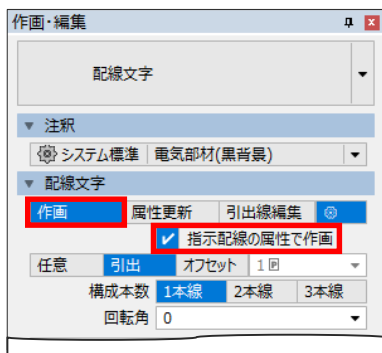 作画・編集
配線文字
注釈
システム標準 電気部材(黒背景)
配線文字
作画 属性更新 引出線編集
指示配線の属性で作画
任意 引出 オフセット 1 P
構成本数 1本線 2本線 3本線
回転角 0